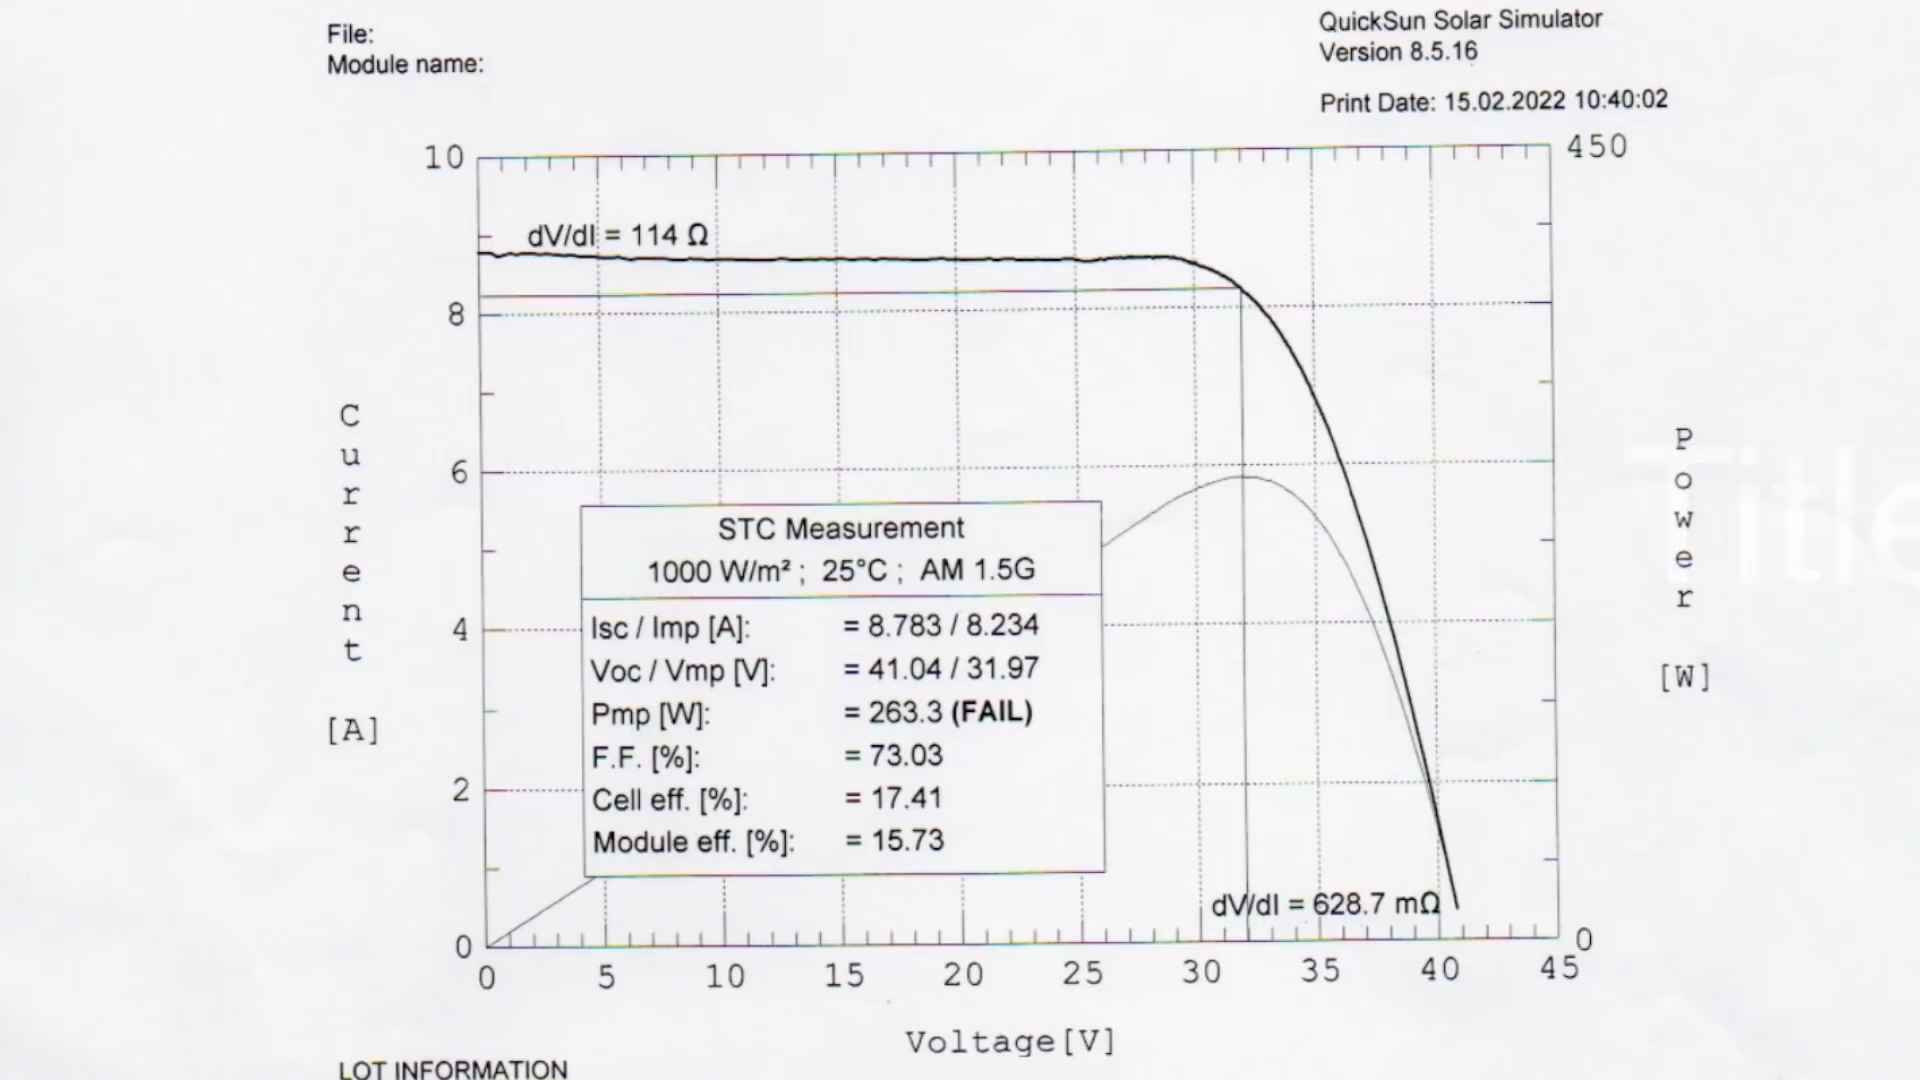 File:
Module name:
QuickSun Solar Simulator
Version 8.5.16
Print Date: 15.02.2022 10:40:02
10
450
dV/dI = 114 Ω
8
6
4
2
0
Current
[A]
Power
[W]
Title
STC Measurement
1000 W/m² ; 25°C ; AM 1.5G
Isc / Imp [A]: = 8.783 / 8.234
Voc / Vmp [V]: = 41.04 / 31.97
Pmp [W]: = 263.3 (FAIL)
F.F. [%]: = 73.03
Cell eff. [%]: = 17.41
Module eff. [%]: = 15.73
dV/dI = 628.7 mΩ
0
0 5 10 15 20 25 30 35 40 45
Voltage[V]
LOT INFORMATION